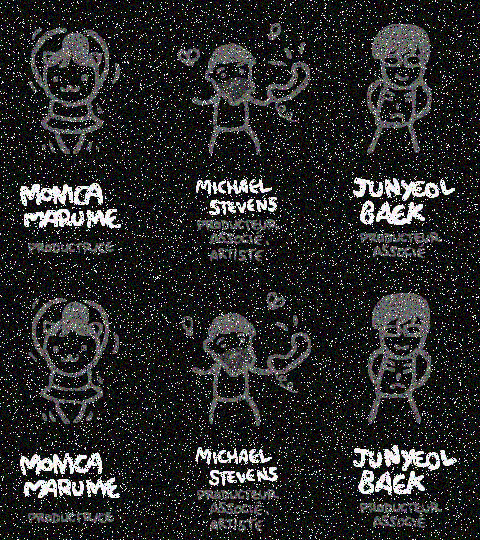 MONICA
MARUME
PRODUCTRICE
MICHAEL
STEVENS
PRODUCTEUR
ASSOCIÉ,
ARTISTE
JUNYEOL
BAEK
PRODUCTEUR
ASSOCIÉ
MONICA
MARUME
PRODUCTRICE
MICHAEL
STEVENS
PRODUCTEUR
ASSOCIÉ,
ARTISTE
JUNYEOL
BAEK
PRODUCTEUR
ASSOCIÉ